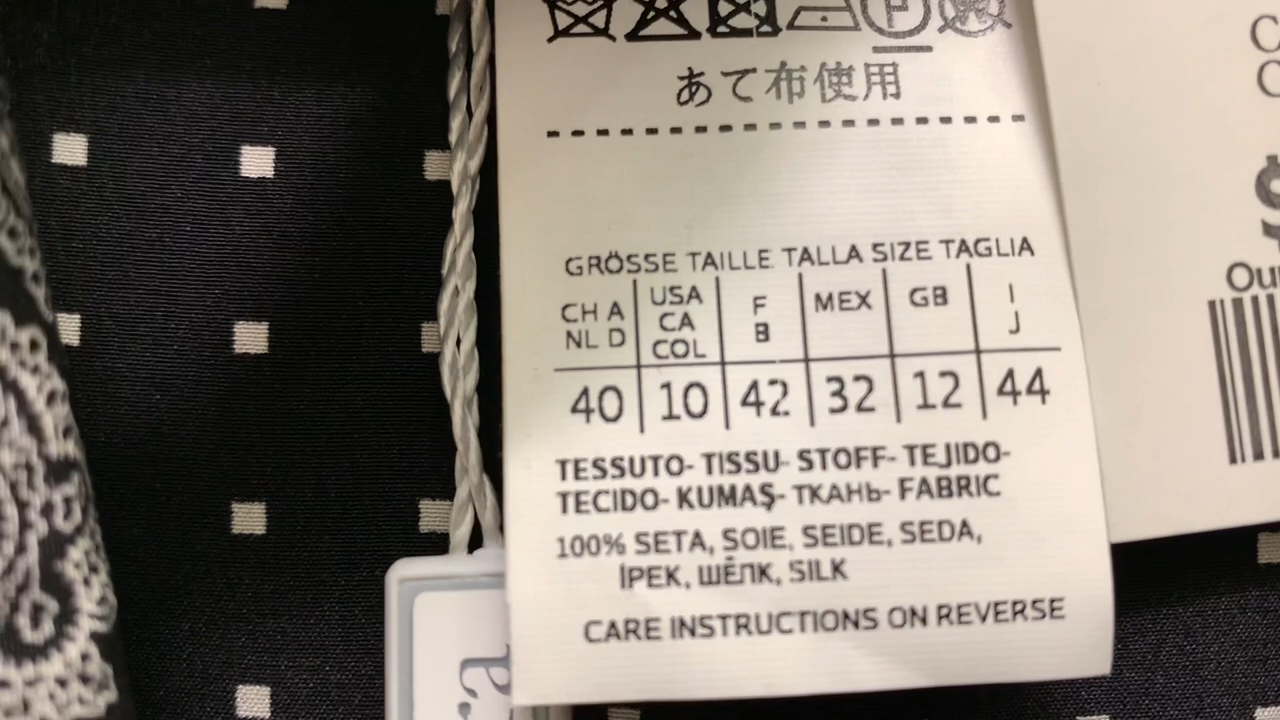 あて布使用
GRÖSSE TAILLE TALLA SIZE TAGLIA
CH A NL D
USA CA COL
F B
MEX
GB
I J
40 10 42 32 12 44
TESSUTO- TISSU- STOFF- TEJIDO-
TECIDO- KUMAŞ- ТКАНЬ- FABRIC
100% SETA, SOIE, SEIDE, SEDA,
İPEK, ШЁЛК, SILK
CARE INSTRUCTIONS ON REVERSE